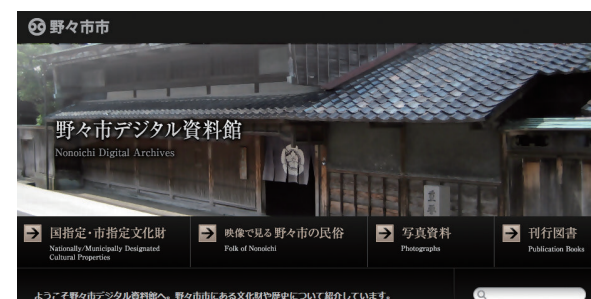 野々市市
野々市デジタル資料館
Nonoichi Digital Archives
国指定・市指定文化財
Nationally/Municipally Designated
Cultural Properties
映像で見る野々市の民俗
Folk of Nonoichi
写真資料
Photographs
刊行図書
Publication Books
ようこそ野々市デジタル資料館へ。野々市市にある文化財や歴史について紹介しています。